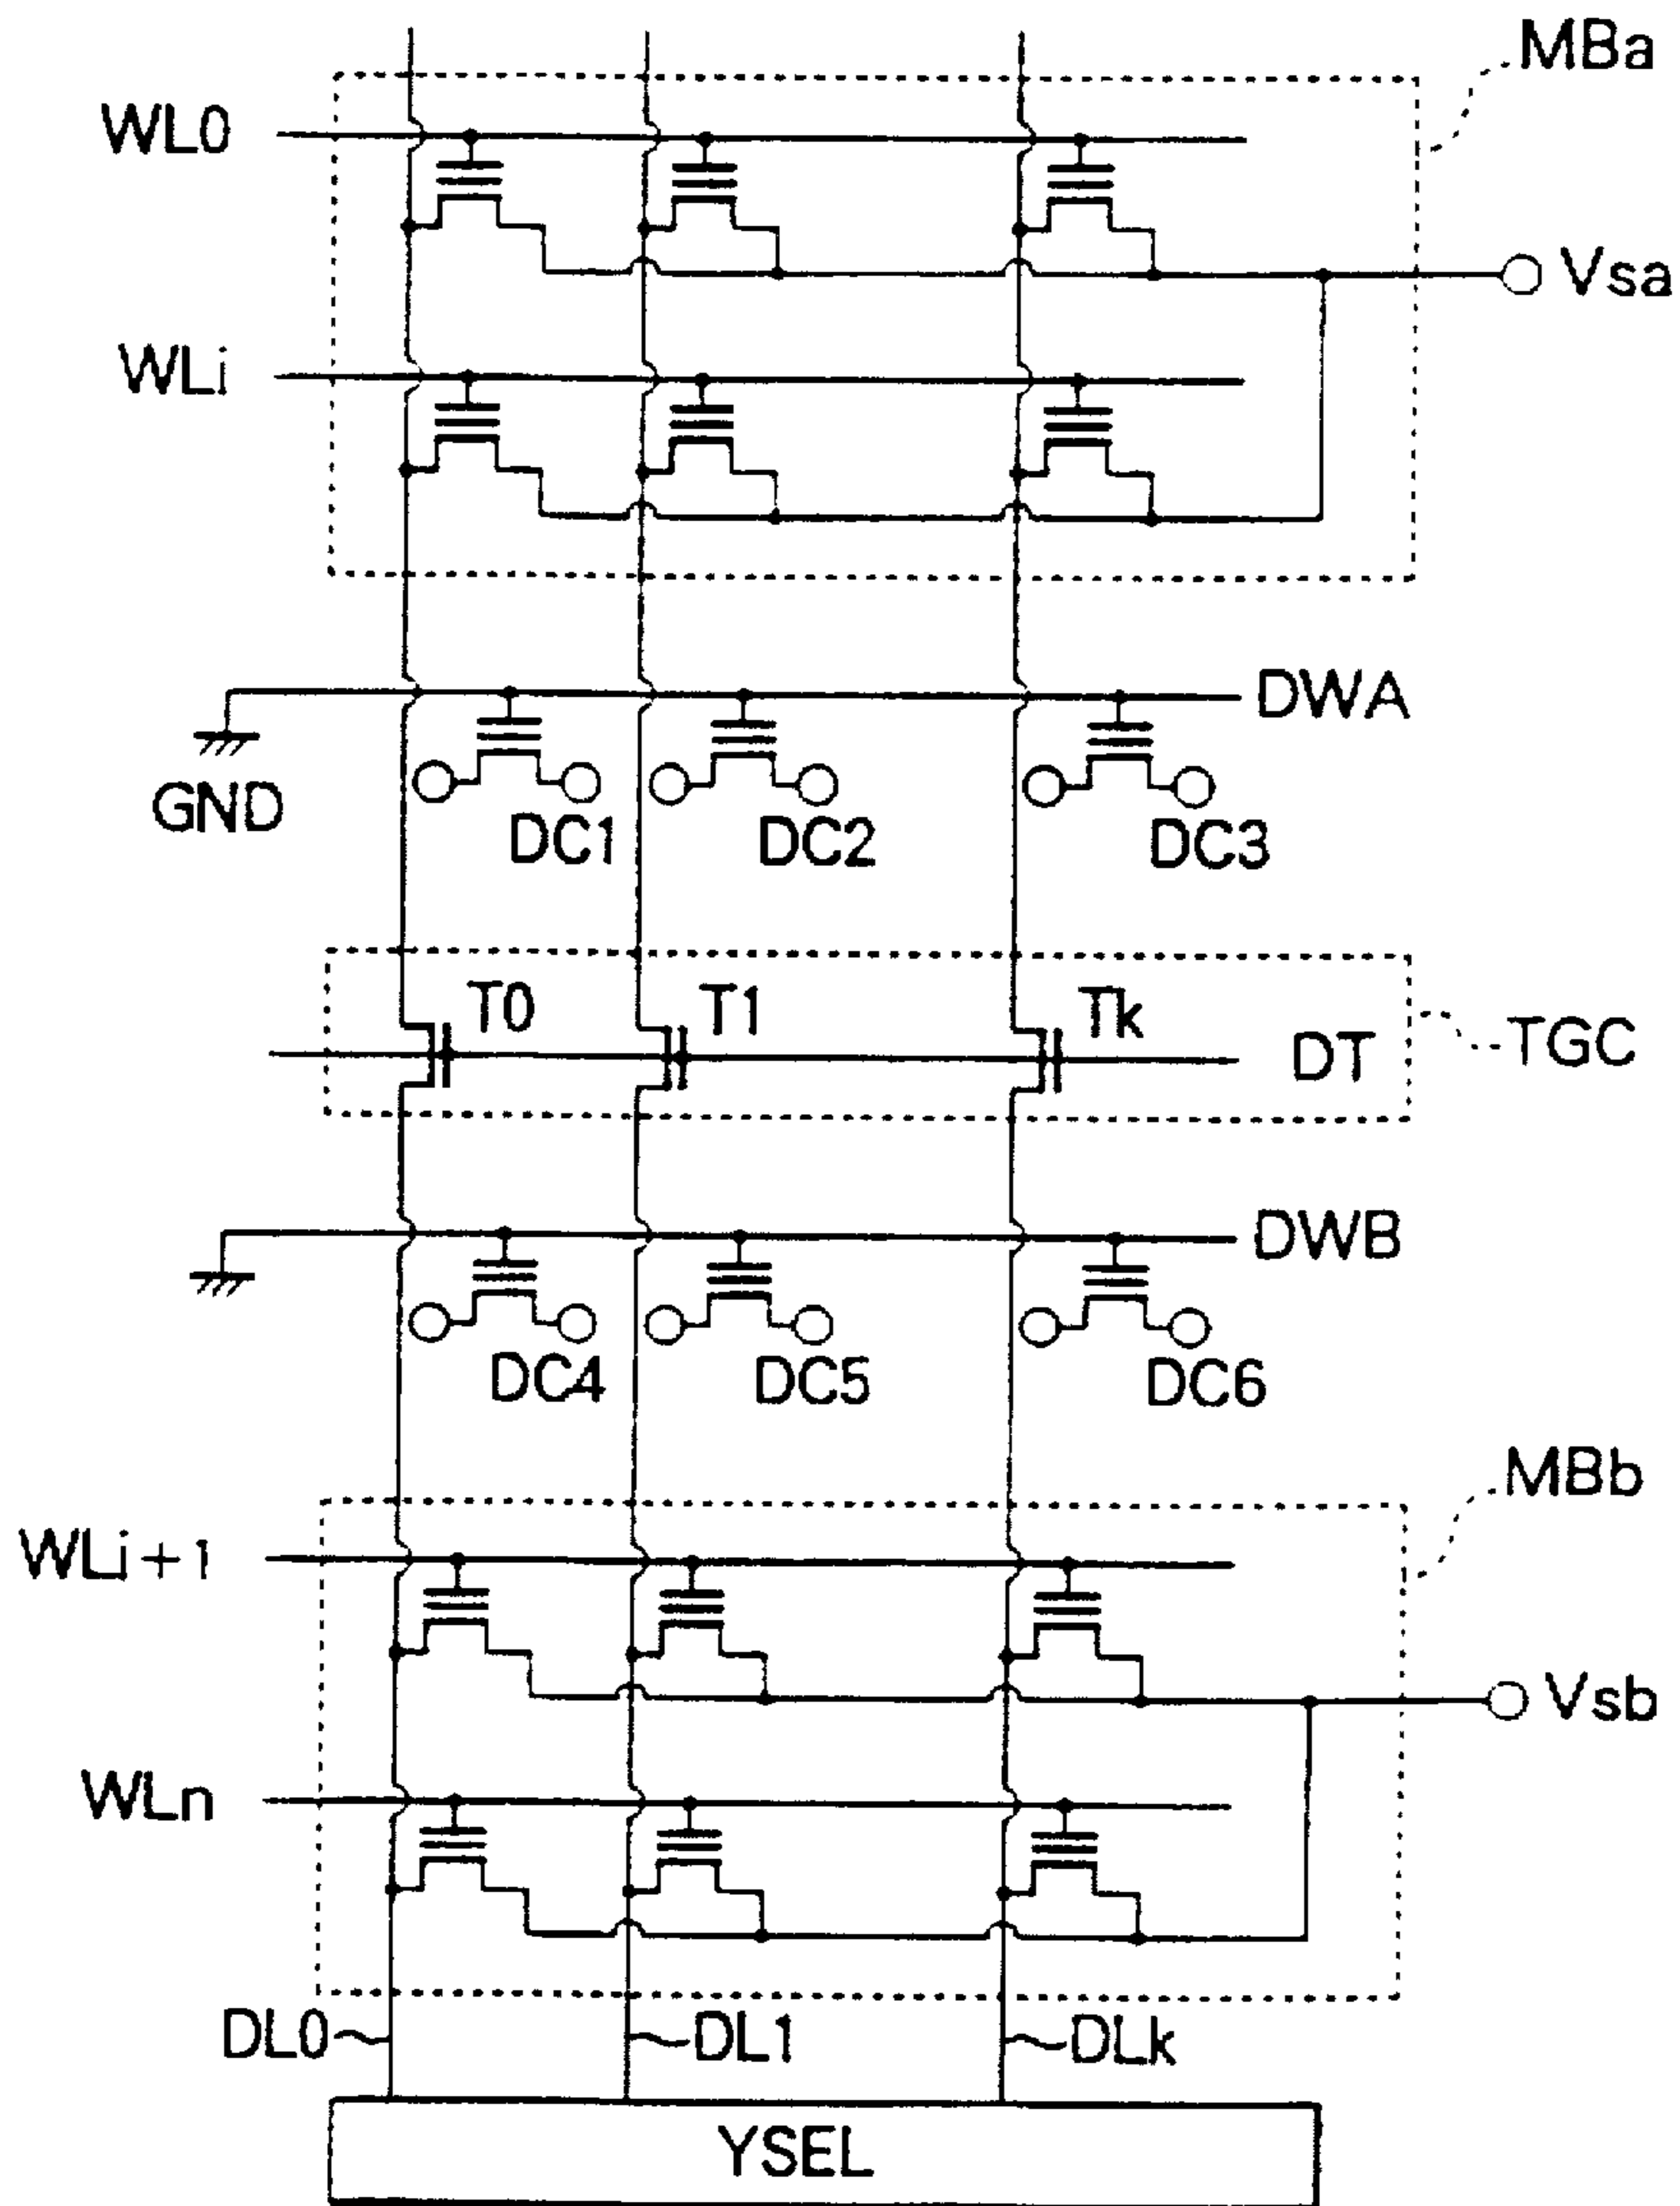 MBa
WL0
Vsa
WLi
DWA
GND
DC1 DC2 DC3
T0 T1 Tk
DT TGC
DWB
DC4 DC5 DC6
MBb
WLi+1
Vsb
WLn
DL0 DL1 DLk
YSEL